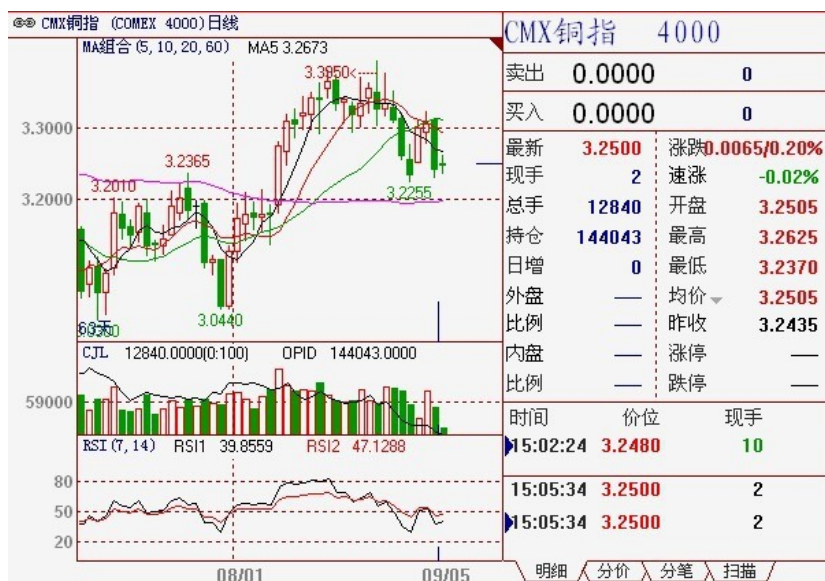 CMX铜指 (COMEX 4000)日线
MA组合(5,10,20,60) MA5 3.2673
3.3950
3.3000
3.2365
3.2010
3.2000
3.2255
3.0440
63天
CJL 12840.0000(0:100) OPID 144043.0000
59000
RSI(7,14) RSI1 39.8559 RSI2 47.1288
80
50
20
08/01 09/05
CMX铜指 4000
卖出 0.0000 0
买入 0.0000 0
最新 3.2500 涨跌0.0065/0.20%
现手 2 速涨 -0.02%
总手 12840 开盘 3.2505
持仓 144043 最高 3.2625
日增 0 最低 3.2370
外盘 — 均价 3.2505
比例 — 昨收 3.2435
内盘 — 涨停 —
比例 — 跌停 —
时间 价位 现手
15:02:24 3.2480 10
15:05:34 3.2500 2
15:05:34 3.2500 2
明细 分价 分笔 扫描